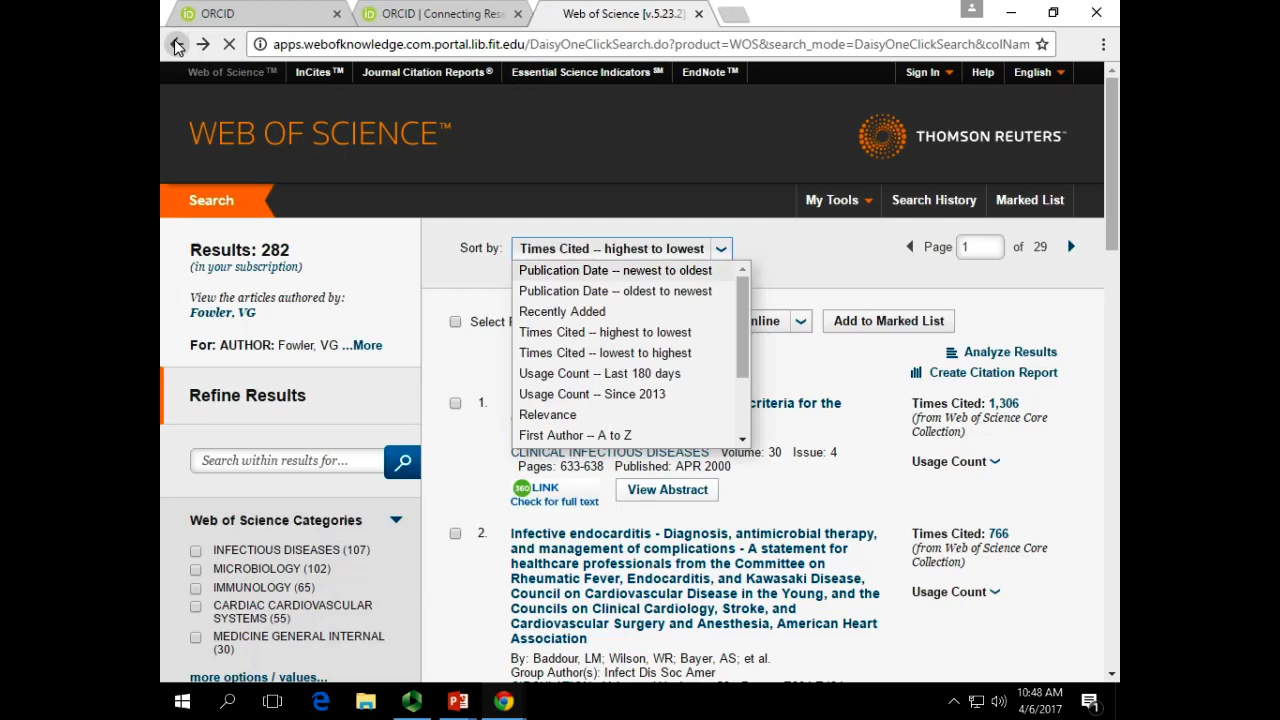 ORCID
ORCID | Connecting Rese
Web of Science [v.5.23.2]
apps.webofknowledge.com.portal.lib.fit.edu/DaisyOneClickSearch.do?product=WOS&search_mode=DaisyOneClickSearch&colNam
Web of Science™ InCites™ Journal Citation Reports® Essential Science Indicators℠ EndNote™ Sign In Help English
WEB OF SCIENCE™
THOMSON REUTERS™
Search My Tools Search History Marked List
Results: 282
(in your subscription)
View the articles authored by:
Fowler, VG
For: AUTHOR: Fowler, VG ...More
Refine Results
Search within results for...
Web of Science Categories
INFECTIOUS DISEASES (107)
MICROBIOLOGY (102)
IMMUNOLOGY (65)
CARDIAC CARDIOVASCULAR
SYSTEMS (55)
MEDICINE GENERAL INTERNAL
(30)
more options / values...
Sort by: Times Cited -- highest to lowest
Page 1 of 29
Publication Date -- newest to oldest
Publication Date -- oldest to newest
Recently Added
Times Cited -- highest to lowest
Times Cited -- lowest to highest
Usage Count -- Last 180 days
Usage Count -- Since 2013
Relevance
First Author -- A to Z
Select
nline Add to Marked List
Analyze Results
Create Citation Report
1. criteria for the
CLINICAL INFECTIOUS DISEASES Volume: 30 Issue: 4
Pages: 633-638 Published: APR 2000
360 LINK
Check for full text
View Abstract
Times Cited: 1,306
(from Web of Science Core
Collection)
Usage Count
2. Infective endocarditis - Diagnosis, antimicrobial therapy,
and management of complications - A statement for
healthcare professionals from the Committee on
Rheumatic Fever, Endocarditis, and Kawasaki Disease,
Council on Cardiovascular Disease in the Young, and the
Councils on Clinical Cardiology, Stroke, and
Cardiovascular Surgery and Anesthesia, American Heart
Association
By: Baddour, LM; Wilson, WR; Bayer, AS; et al.
Group Author(s): Infect Dis Soc Amer
Times Cited: 766
(from Web of Science Core
Collection)
Usage Count
10:48 AM
4/6/2017
1